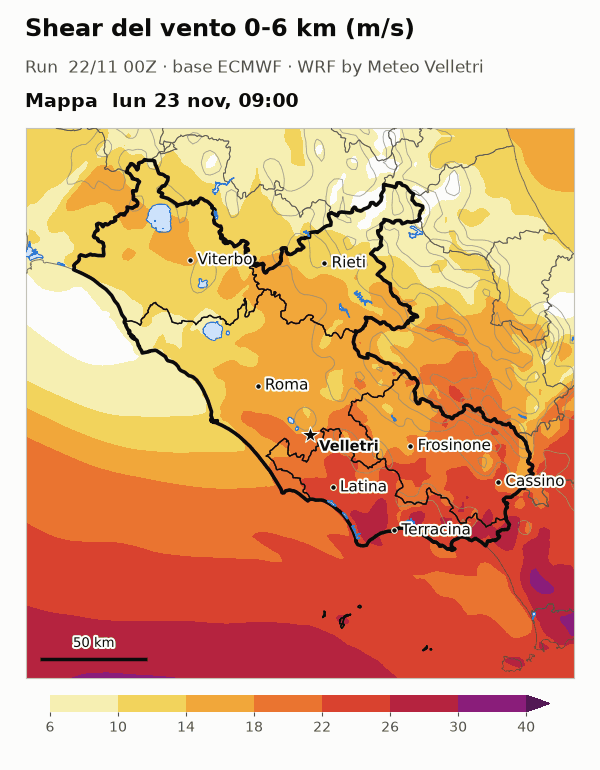 Shear del vento 0-6 km (m/s)
Run  22/11 00Z · base ECMWF · WRF by Meteo Velletri
Mappa  lun 23 nov, 09:00
Viterbo
Rieti
Roma
Velletri
Frosinone
Latina
Cassino
Terracina
50 km
6 10 14 18 22 26 30 40